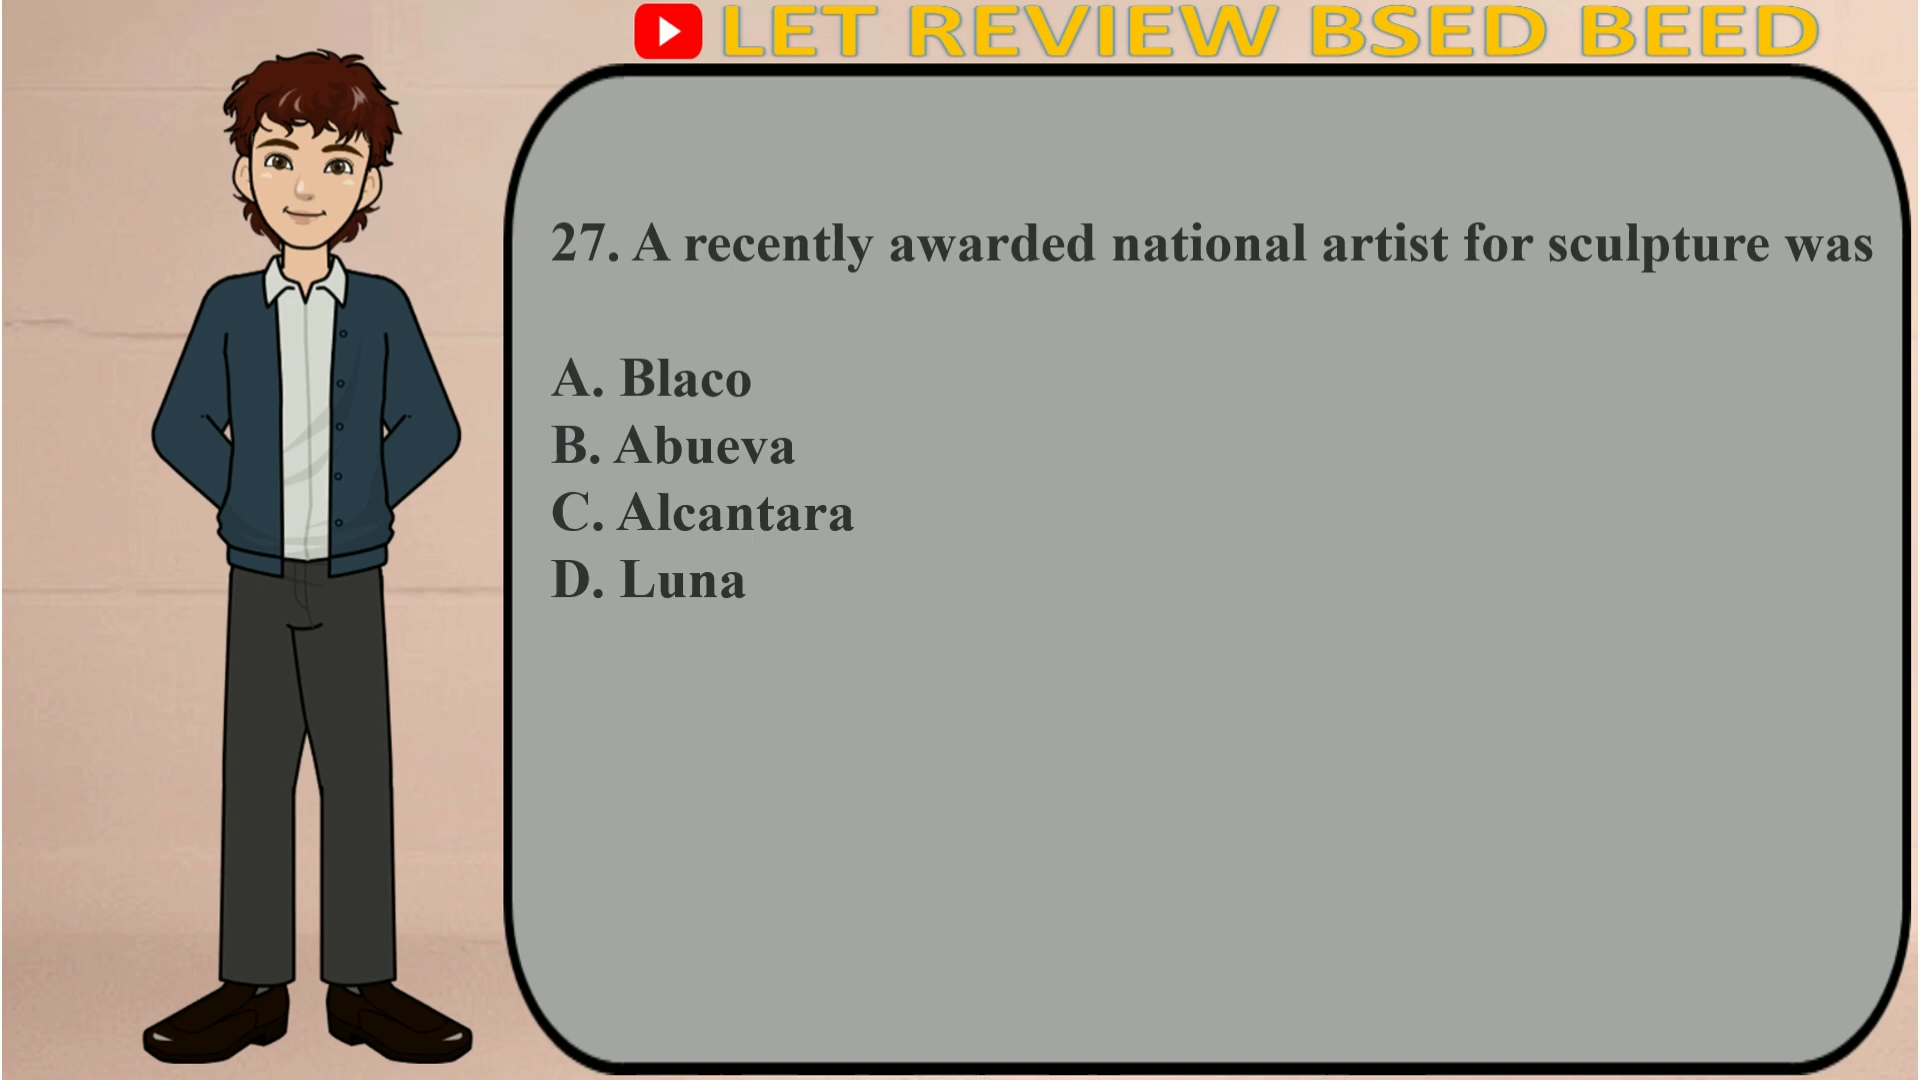 LET REVIEW BSED BEED
27. A recently awarded national artist for sculpture was
A. Blaco
B. Abueva
C. Alcantara
D. Luna